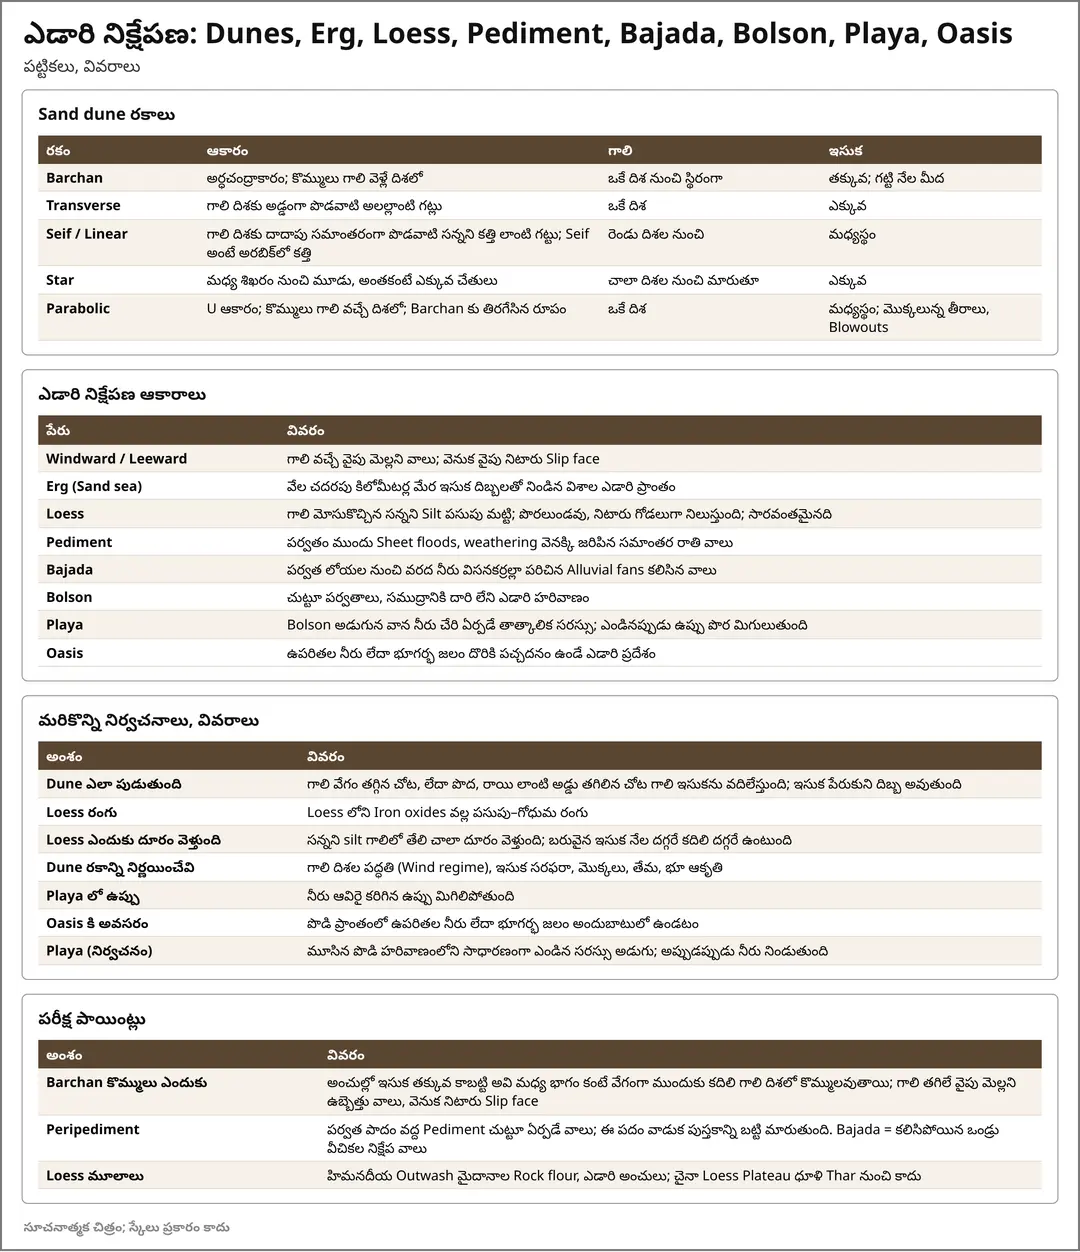 ఎడారి నిక్షేపణ: Dunes, Erg, Loess, Pediment, Bajada, Bolson, Playa, Oasis
పట్టికలు, వివరాలు
Sand dune రకాలు
రకం ఆకారం గాలి ఇసుక
Barchan అర్ధచంద్రాకారం; కొమ్ములు గాలి వెళ్లే దిశలో ఒకే దిశ నుంచి స్థిరంగా తక్కువ; గట్టి నేల మీద
Transverse గాలి దిశకు అడ్డంగా పొడవాటి అలల్లాంటి గట్లు ఒకే దిశ ఎక్కువ
Seif / Linear గాలి దిశకు దాదాపు సమాంతరంగా పొడవాటి సన్నని కత్తి లాంటి గట్టు; Seif రెండు దిశల నుంచి మధ్యస్థం
అంటే అరబిక్‌లో కత్తి
Star మధ్య శిఖరం నుంచి మూడు, అంతకంటే ఎక్కువ చేతులు చాలా దిశల నుంచి మారుతూ ఎక్కువ
Parabolic U ఆకారం; కొమ్ములు గాలి వచ్చే దిశలో; Barchan కు తిరగేసిన రూపం ఒకే దిశ మధ్యస్థం; మొక్కలున్న తీరాలు,
Blowouts
ఎడారి నిక్షేపణ ఆకారాలు
పేరు వివరం
Windward / Leeward గాలి వచ్చే వైపు మెల్లని వాలు; వెనుక వైపు నిటారు Slip face
Erg (Sand sea) వేల చదరపు కిలోమీటర్ల మేర ఇసుక దిబ్బలతో నిండిన విశాల ఎడారి ప్రాంతం
Loess గాలి మోసుకొచ్చిన సన్నని Silt పసుపు మట్టి; పొరలుండవు, నిటారు గోడలుగా నిలుస్తుంది; సారవంతమైనది
Pediment పర్వతం ముందు Sheet floods, weathering వెనక్కి జరిపిన సమాంతర రాతి వాలు
Bajada పర్వత లోయల నుంచి వరద నీరు విసనకర్రల్లా పరిచిన Alluvial fans కలిసిన వాలు
Bolson చుట్టూ పర్వతాలు, సముద్రానికి దారి లేని ఎడారి హరివాణం
Playa Bolson అడుగున వాన నీరు చేరి ఏర్పడే తాత్కాలిక సరస్సు; ఎండినప్పుడు ఉప్పు పొర మిగులుతుంది
Oasis ఉపరితల నీరు లేదా భూగర్భ జలం దొరికి పచ్చదనం ఉండే ఎడారి ప్రదేశం
మరికొన్ని నిర్వచనాలు, వివరాలు
అంశం వివరం
Dune ఎలా పుడుతుంది గాలి వేగం తగ్గిన చోట, లేదా పొద, రాయి లాంటి అడ్డు తగిలిన చోట గాలి ఇసుకను వదిలేస్తుంది; ఇసుక పేరుకుని దిబ్బ అవుతుంది
Loess రంగు Loess లోని Iron oxides వల్ల పసుపు–గోధుమ రంగు
Loess ఎందుకు దూరం వెళ్తుంది సన్నని silt గాలిలో తేలి చాలా దూరం వెళ్తుంది; బరువైన ఇసుక నేల దగ్గరే కదిలి దగ్గరే ఉంటుంది
Dune రకాన్ని నిర్ణయించేవి గాలి దిశల పద్ధతి (Wind regime), ఇసుక సరఫరా, మొక్కలు, తేమ, భూ ఆకృతి
Playa లో ఉప్పు నీరు ఆవిరై కరిగిన ఉప్పు మిగిలిపోతుంది
Oasis కి అవసరం పొడి ప్రాంతంలో ఉపరితల నీరు లేదా భూగర్భ జలం అందుబాటులో ఉండటం
Playa (నిర్వచనం) మూసిన పొడి హరివాణంలోని సాధారణంగా ఎండిన సరస్సు అడుగు; అప్పుడప్పుడు నీరు నిండుతుంది
పరీక్ష పాయింట్లు
అంశం వివరం
Barchan కొమ్ములు ఎందుకు అంచుల్లో ఇసుక తక్కువ కాబట్టి అవి మధ్య భాగం కంటే వేగంగా ముందుకు కదిలి గాలి దిశలో కొమ్ములవుతాయి; గాలి తగిలే వైపు మెల్లని
ఉబ్బెత్తు వాలు, వెనుక నిటారు Slip face
Peripediment పర్వత పాదం వద్ద Pediment చుట్టూ ఏర్పడే వాలు; ఈ పదం వాడుక పుస్తకాన్ని బట్టి మారుతుంది. Bajada = కలిసిపోయిన ఒండ్రు
వీచికల నిక్షేప వాలు
Loess మూలాలు హిమనదీయ Outwash మైదానాల Rock flour, ఎడారి అంచులు; చైనా Loess Plateau ధూళి Thar నుంచి కాదు
సూచనాత్మక చిత్రం; స్కేలు ప్రకారం కాదు